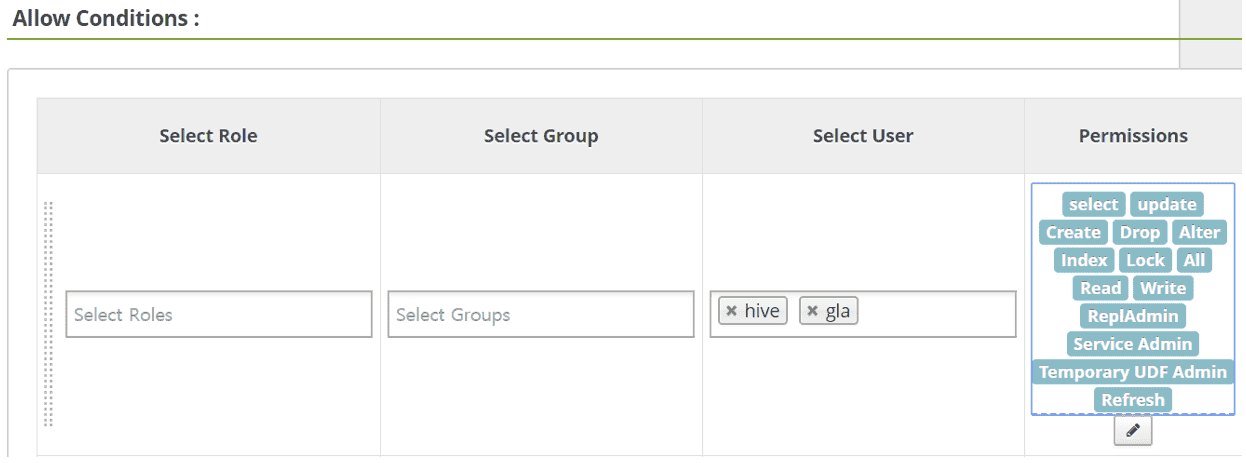 Allow Conditions :
Select Role Select Group Select User Permissions
Select Roles Select Groups × hive × gla
select update
Create Drop Alter
Index Lock All
Read Write
ReplAdmin
Service Admin
Temporary UDF Admin
Refresh